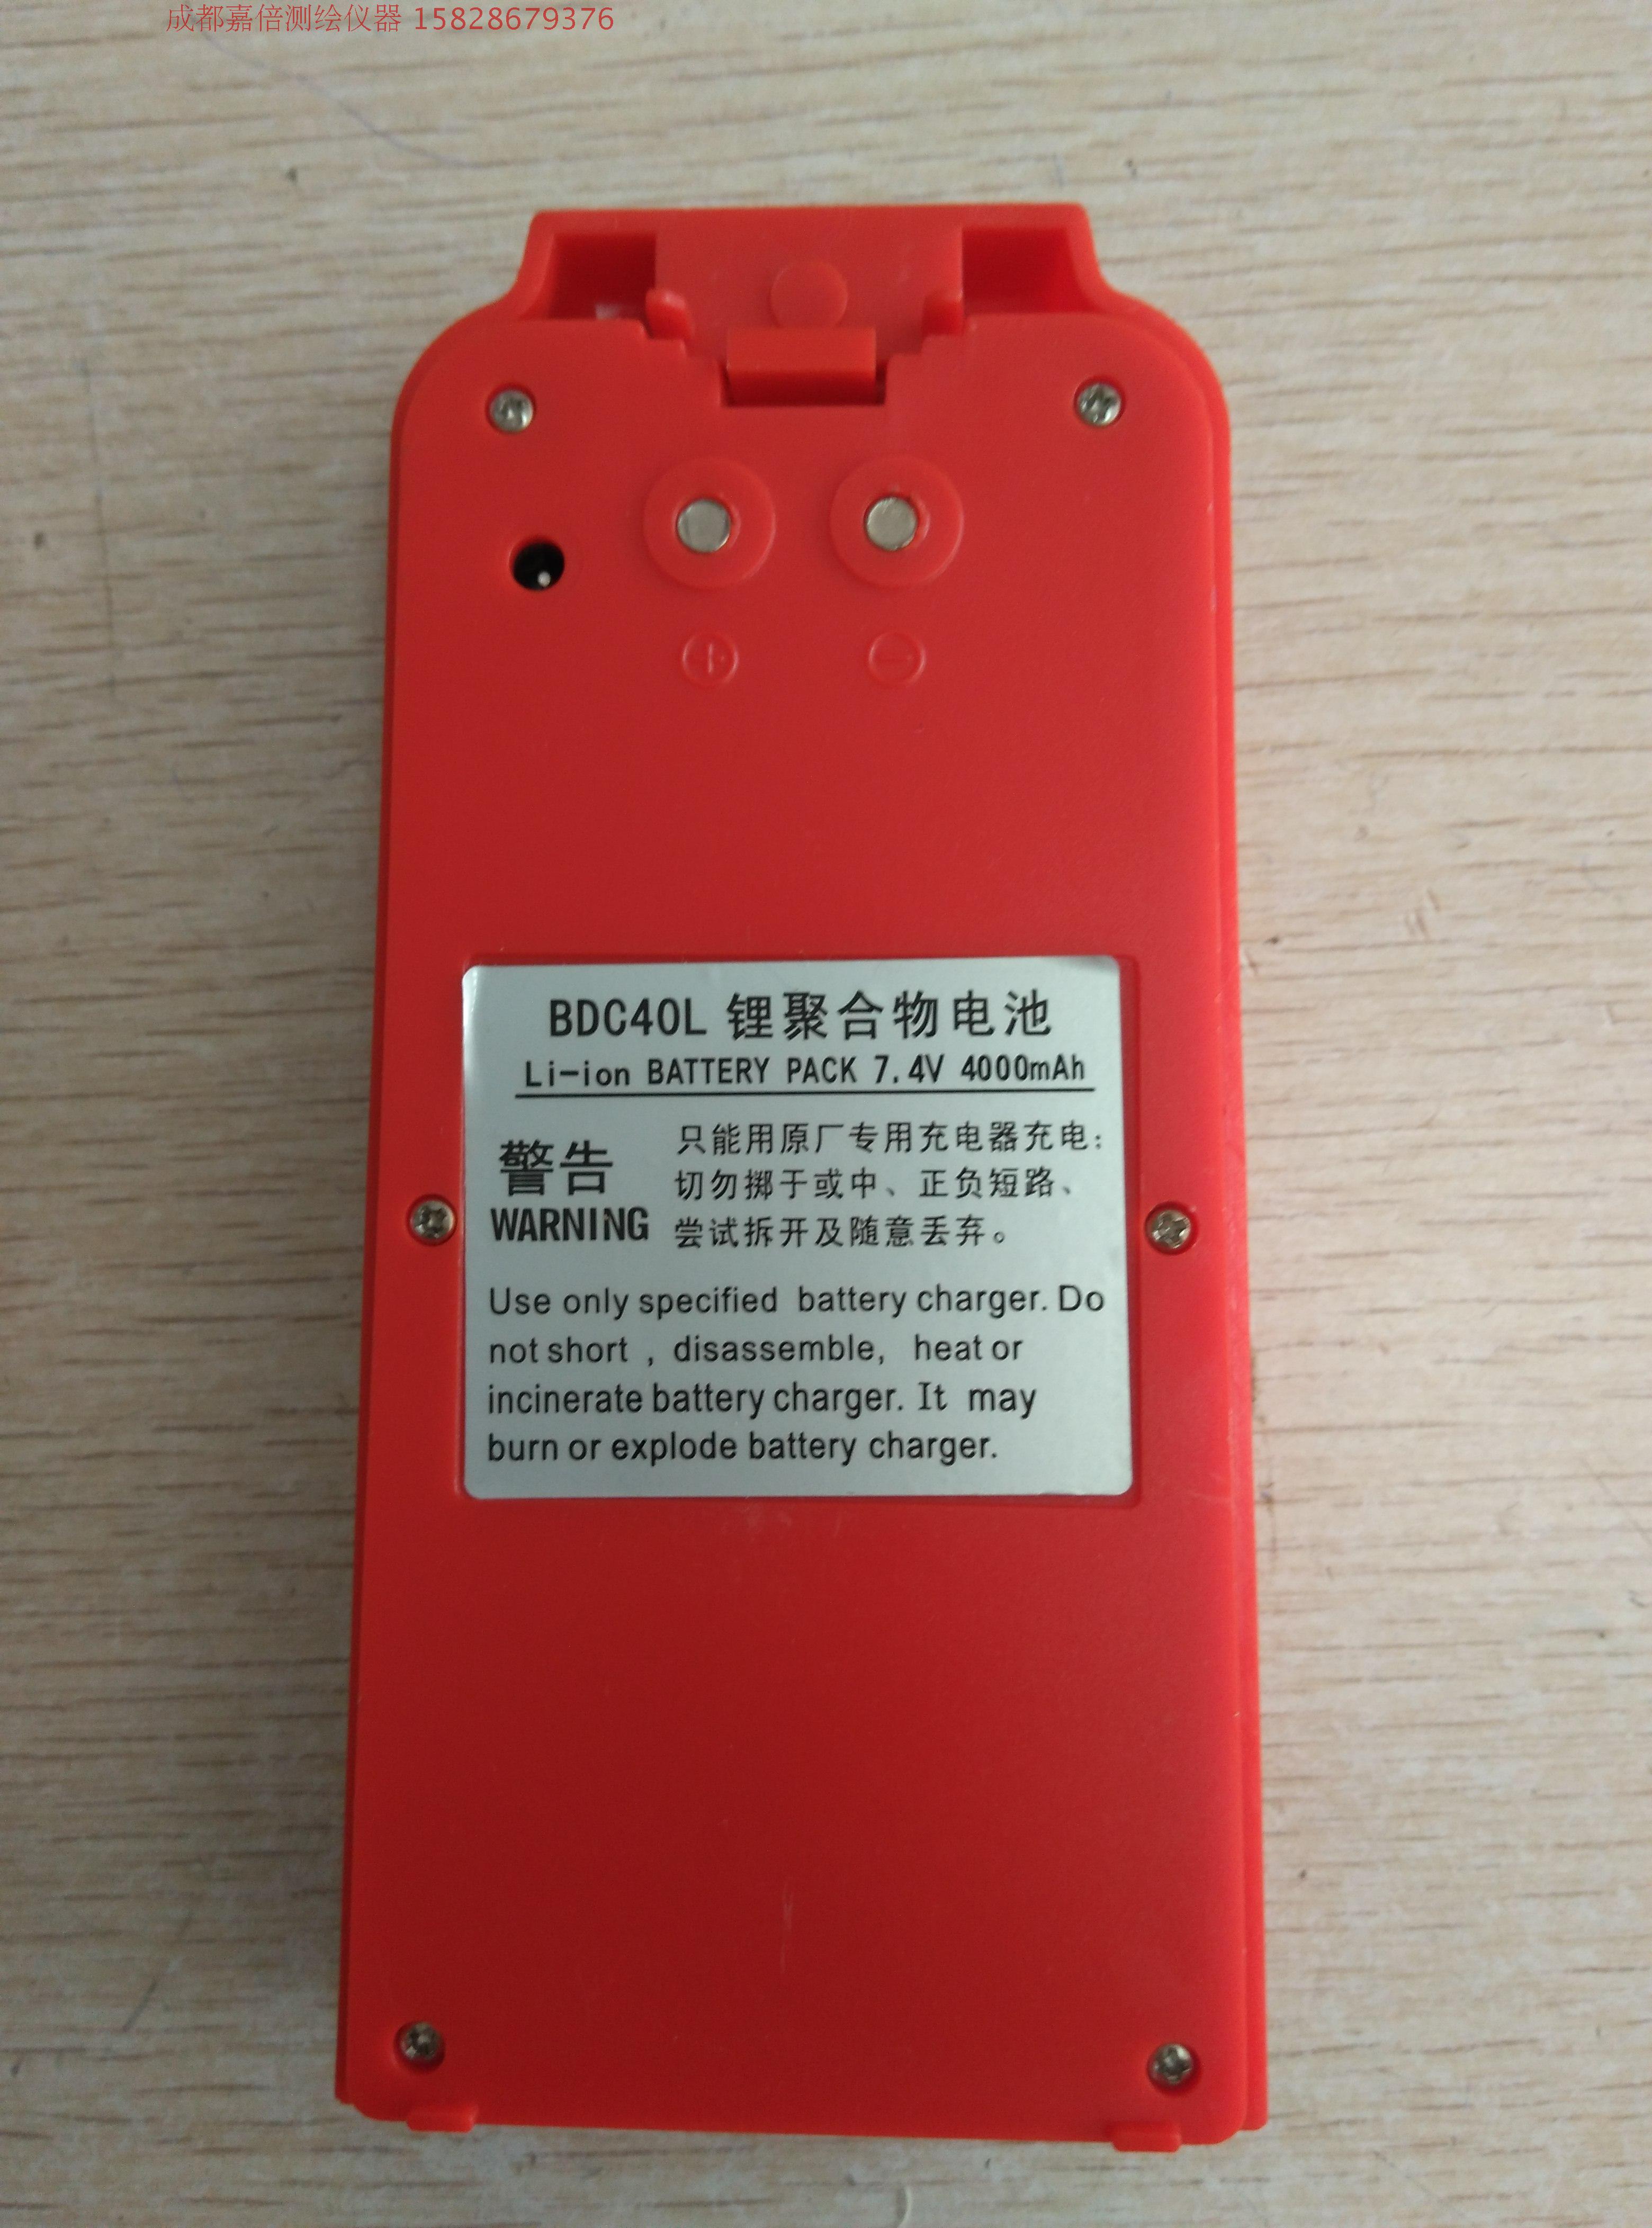 成都嘉倍测绘仪器 15828679376
BDC40L 锂聚合物电池
Li-ion BATTERY PACK 7.4V 4000mAh
警告
WARNING
只能用原厂专用充电器充电:
切勿掷于或中、正负短路、
尝试拆开及随意丢弃。
Use only specified battery charger. Do
not short , disassemble, heat or
incinerate battery charger. It may
burn or explode battery charger.